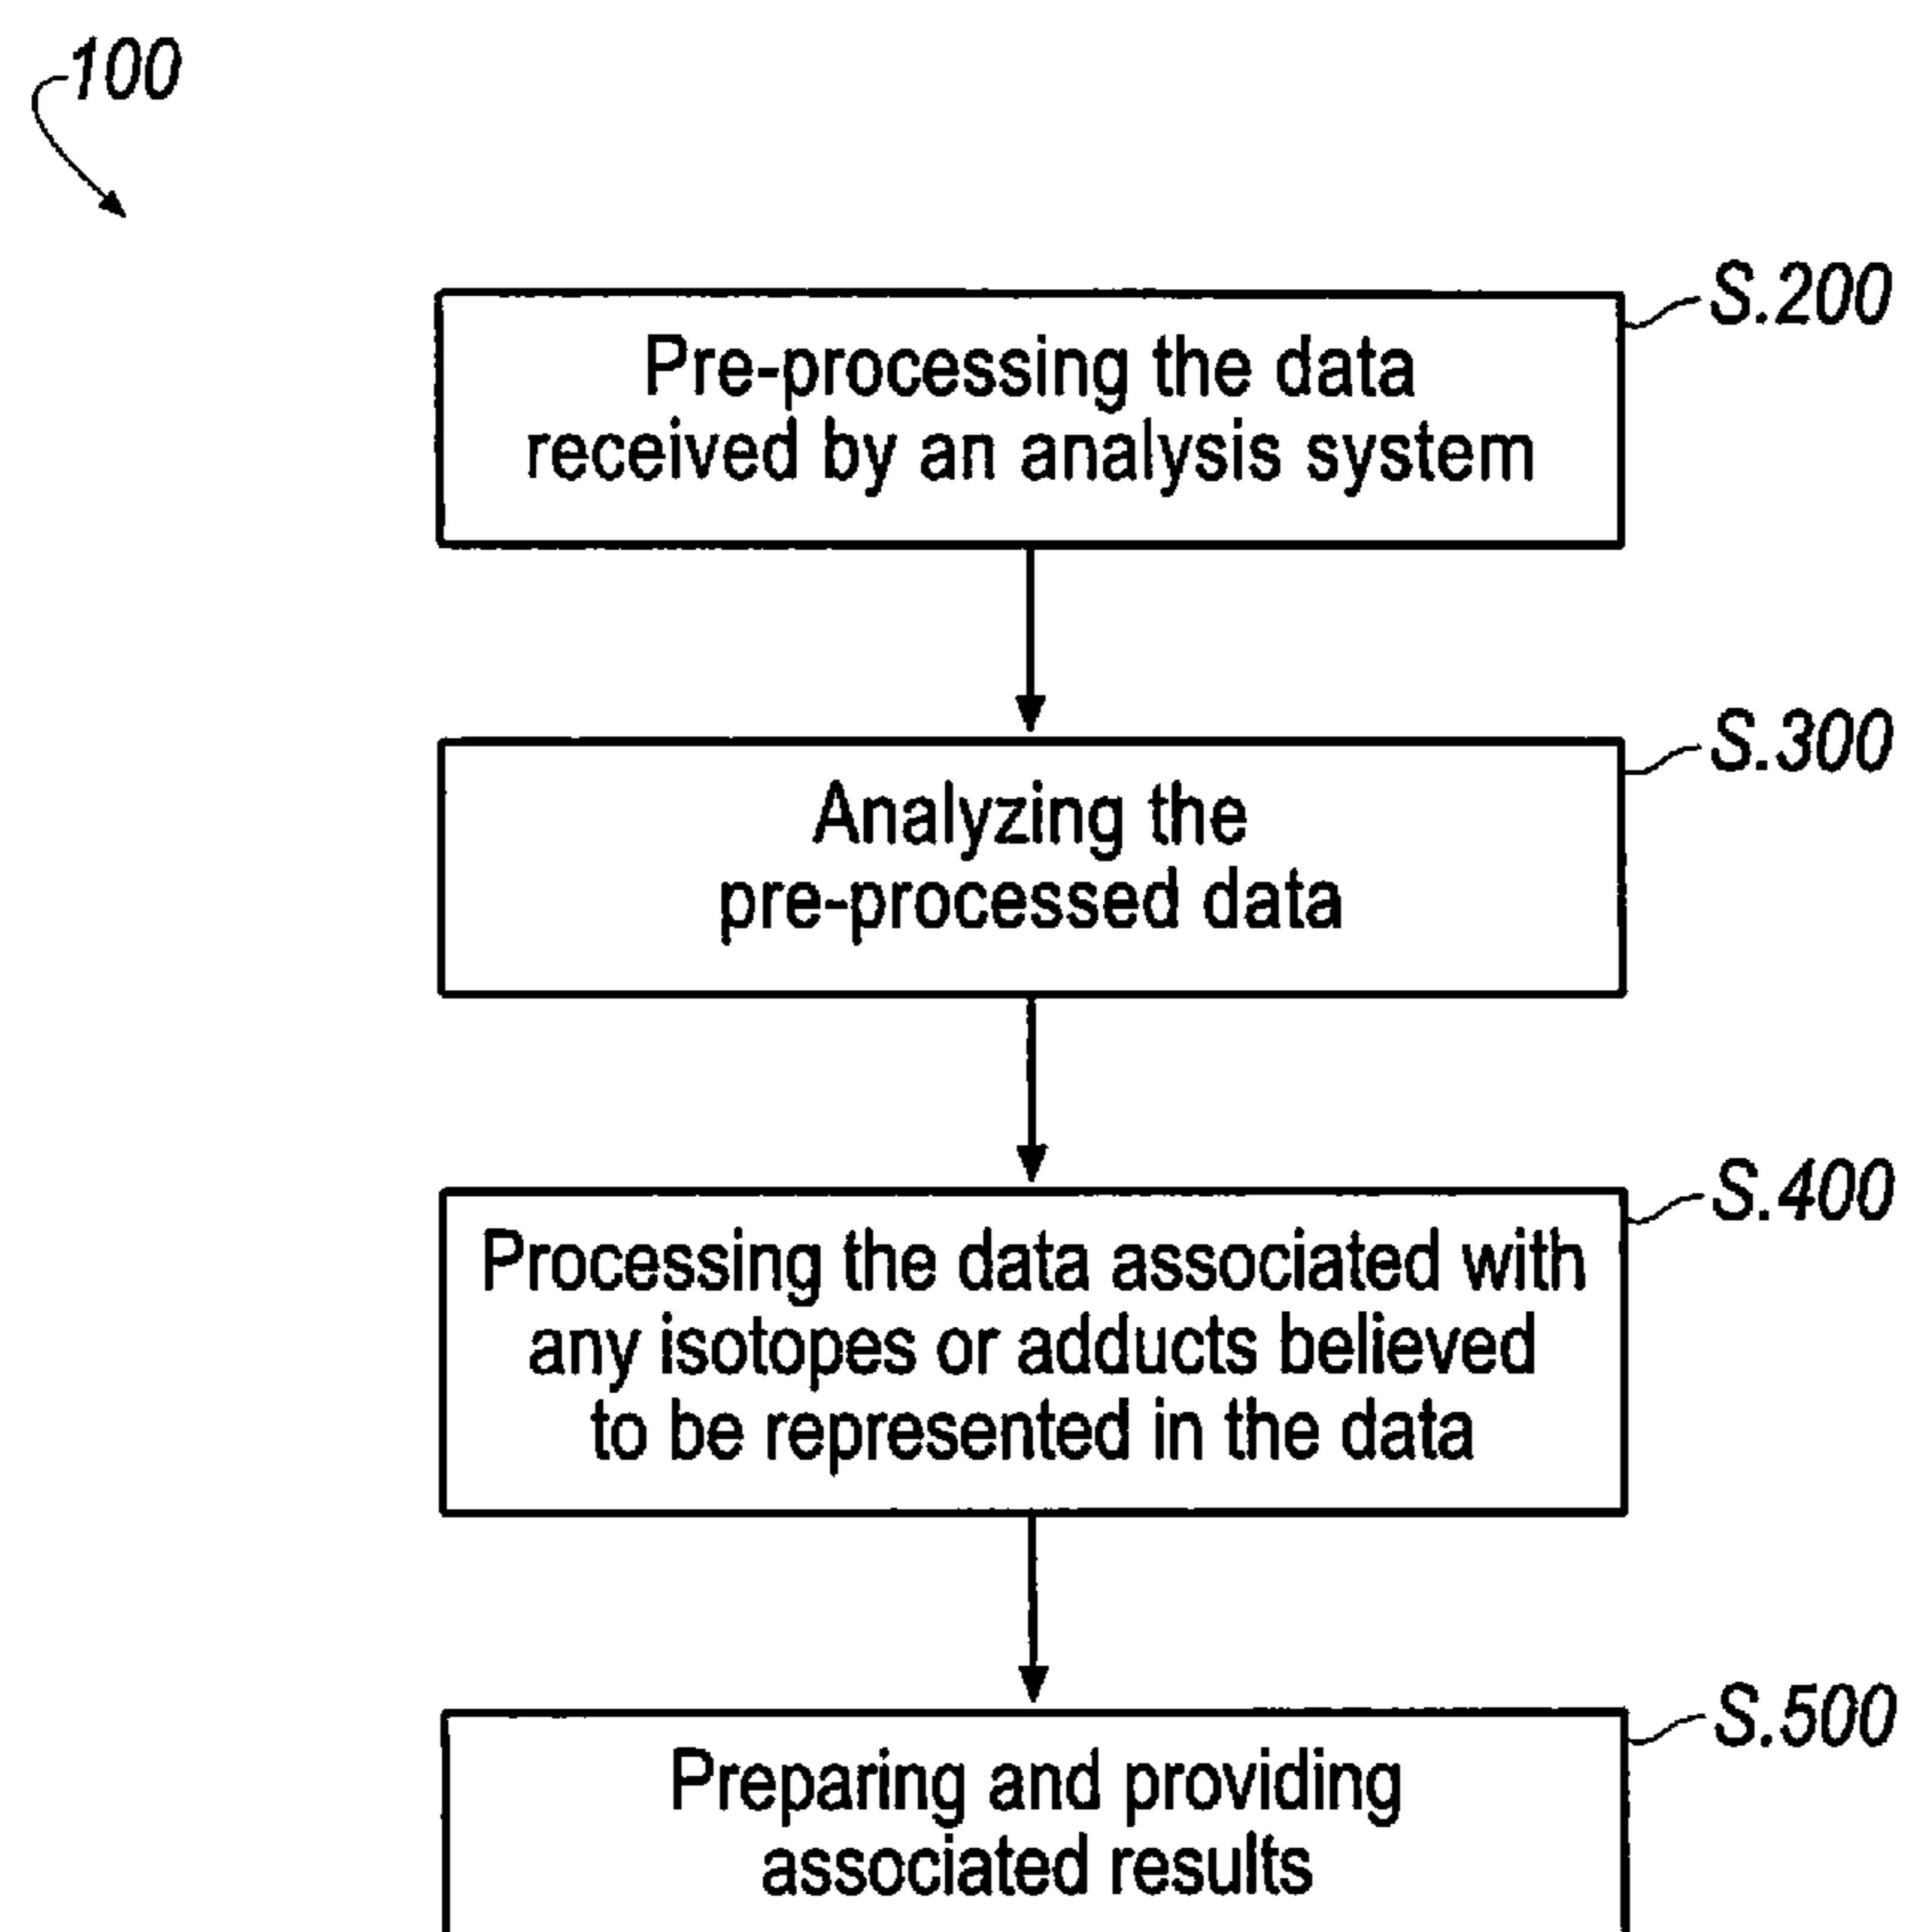 100
S.200
Pre-processing the data
received by an analysis system
S.300
Analyzing the
pre-processed data
S.400
Processing the data associated with
any isotopes or adducts believed
to be represented in the data
S.500
Preparing and providing
associated results